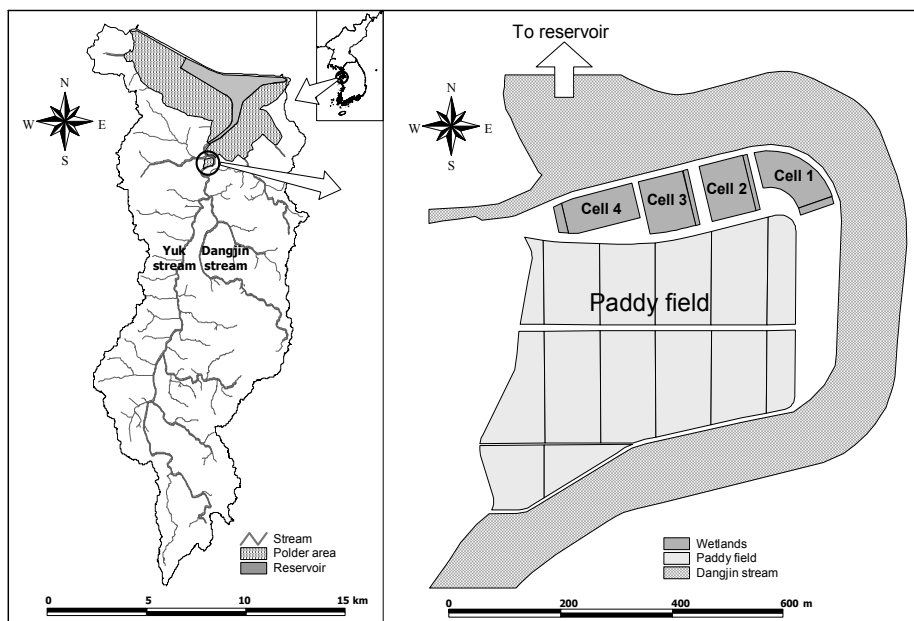 N
W E
S
Yuk
stream
Dangjin
stream
Stream
Polder area
Reservoir
0 5 10 15 km
To reservoir
N
W E
S
Cell 1
Cell 2
Cell 3
Cell 4
Paddy field
Wetlands
Paddy field
Dangjin stream
0 200 400 600 m